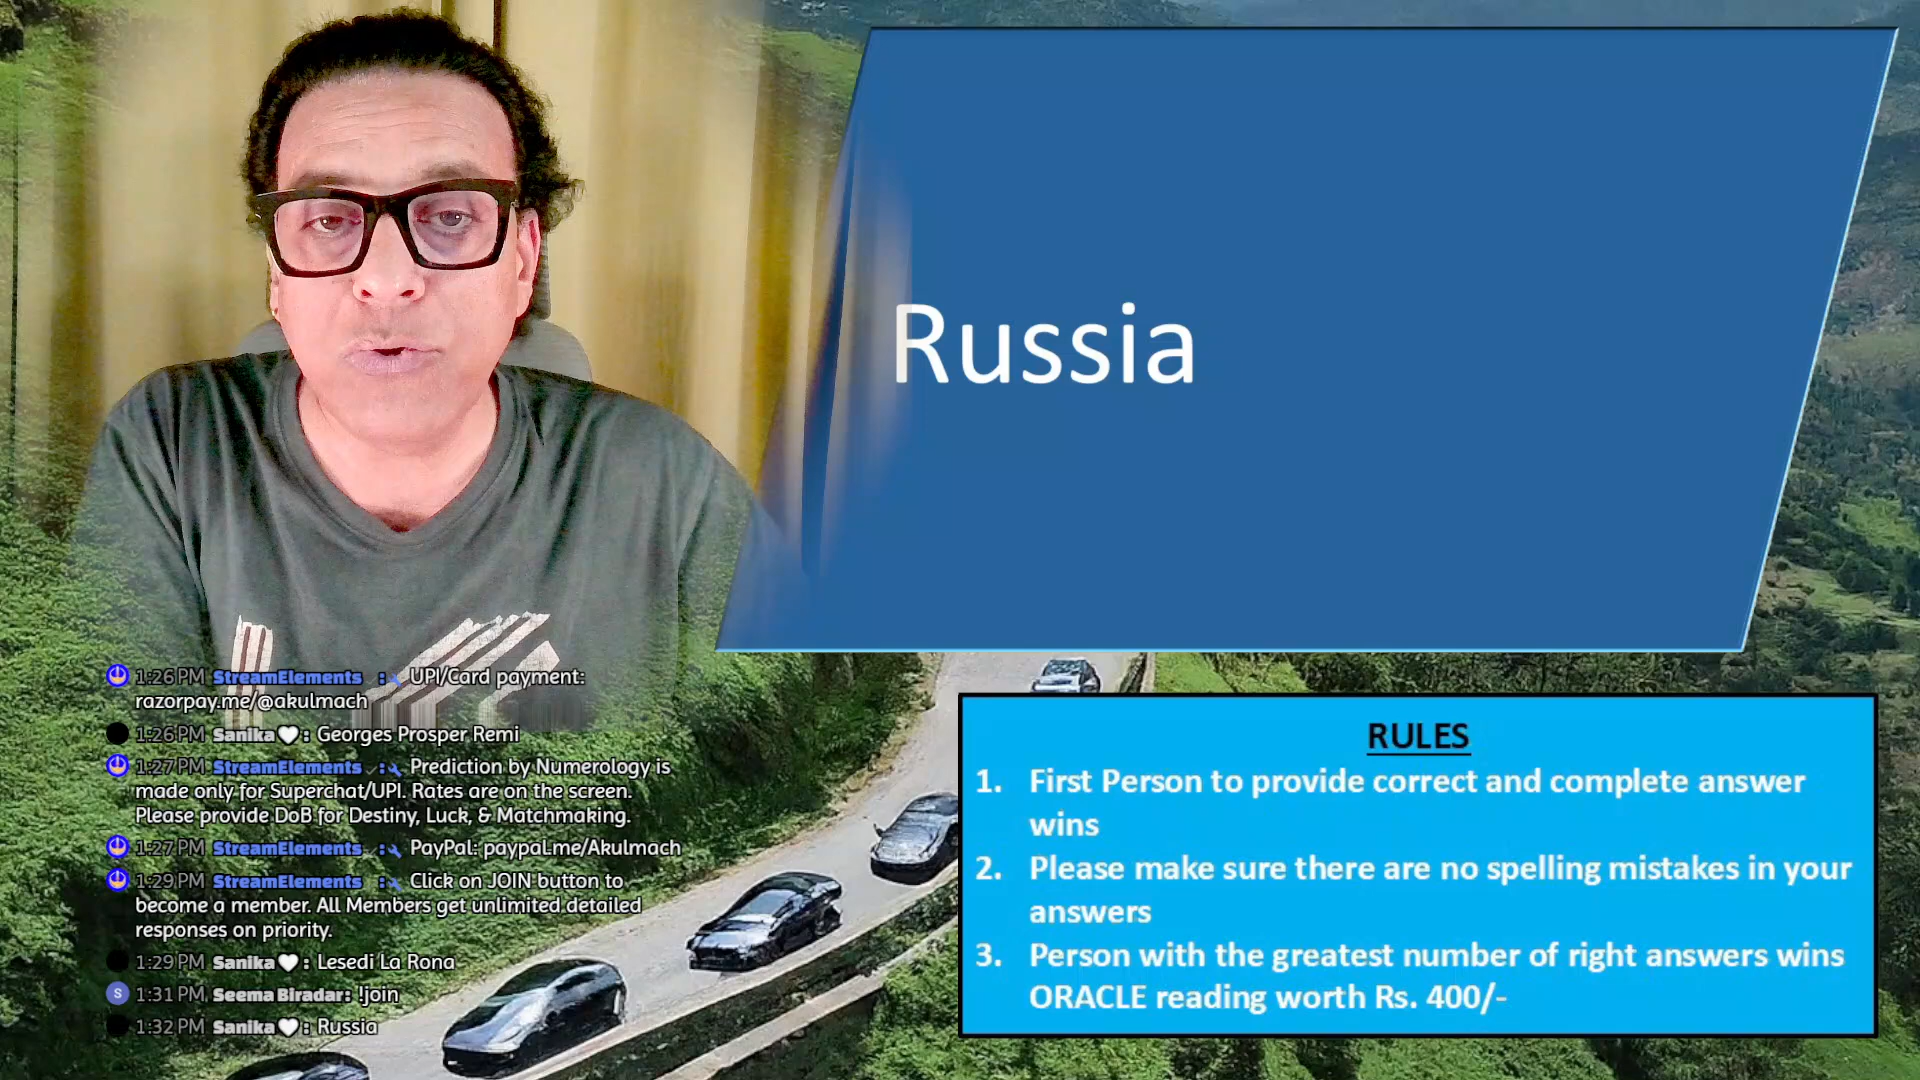 Russia
1:26 PM StreamElements : UPI/Card payment:
razorpay.me/@akulmach
1:26 PM Sanika🤍 : Georges Prosper Remi
1:27 PM StreamElements : Prediction by Numerology is
made only for Superchat/UPI. Rates are on the screen.
Please provide DoB for Destiny, Luck, & Matchmaking.
1:27 PM StreamElements : PayPal: paypal.me/Akulmach
1:29 PM StreamElements : Click on JOIN button to
become a member. All Members get unlimited detailed
responses on priority.
1:29 PM Sanika🤍 : Lesedi La Rona
S 1:31 PM Seema Biradar: !join
1:32 PM Sanika🤍 : Russia
RULES
1. First Person to provide correct and complete answer
wins
2. Please make sure there are no spelling mistakes in your
answers
3. Person with the greatest number of right answers wins
ORACLE reading worth Rs. 400/-